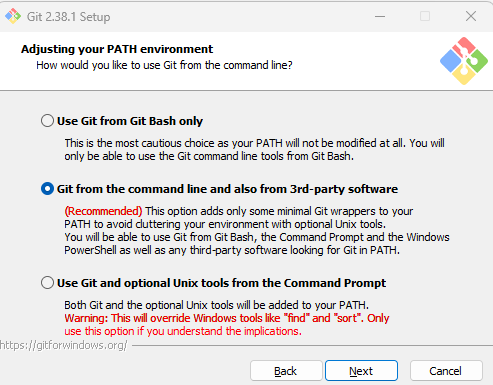 Git 2.38.1 Setup
Adjusting your PATH environment
How would you like to use Git from the command line?
Use Git from Git Bash only
This is the most cautious choice as your PATH will not be modified at all. You will
only be able to use the Git command line tools from Git Bash.
Git from the command line and also from 3rd-party software
(Recommended) This option adds only some minimal Git wrappers to your
PATH to avoid cluttering your environment with optional Unix tools.
You will be able to use Git from Git Bash, the Command Prompt and the Windows
PowerShell as well as any third-party software looking for Git in PATH.
Use Git and optional Unix tools from the Command Prompt
Both Git and the optional Unix tools will be added to your PATH.
Warning: This will override Windows tools like "find" and "sort". Only
use this option if you understand the implications.
https://gitforwindows.org/
Back
Next
Cancel